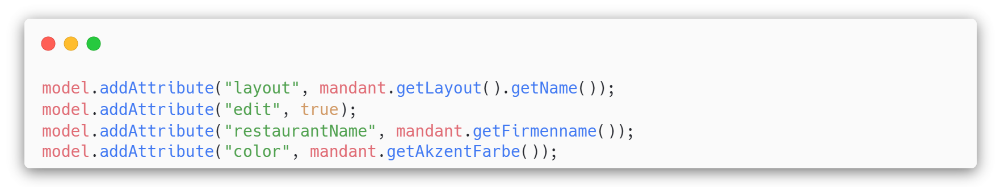 model.addAttribute("layout", mandant.getLayout().getName());
model.addAttribute("edit", true);
model.addAttribute("restaurantName", mandant.getFirmenname());
model.addAttribute("color", mandant.getAkzentFarbe());